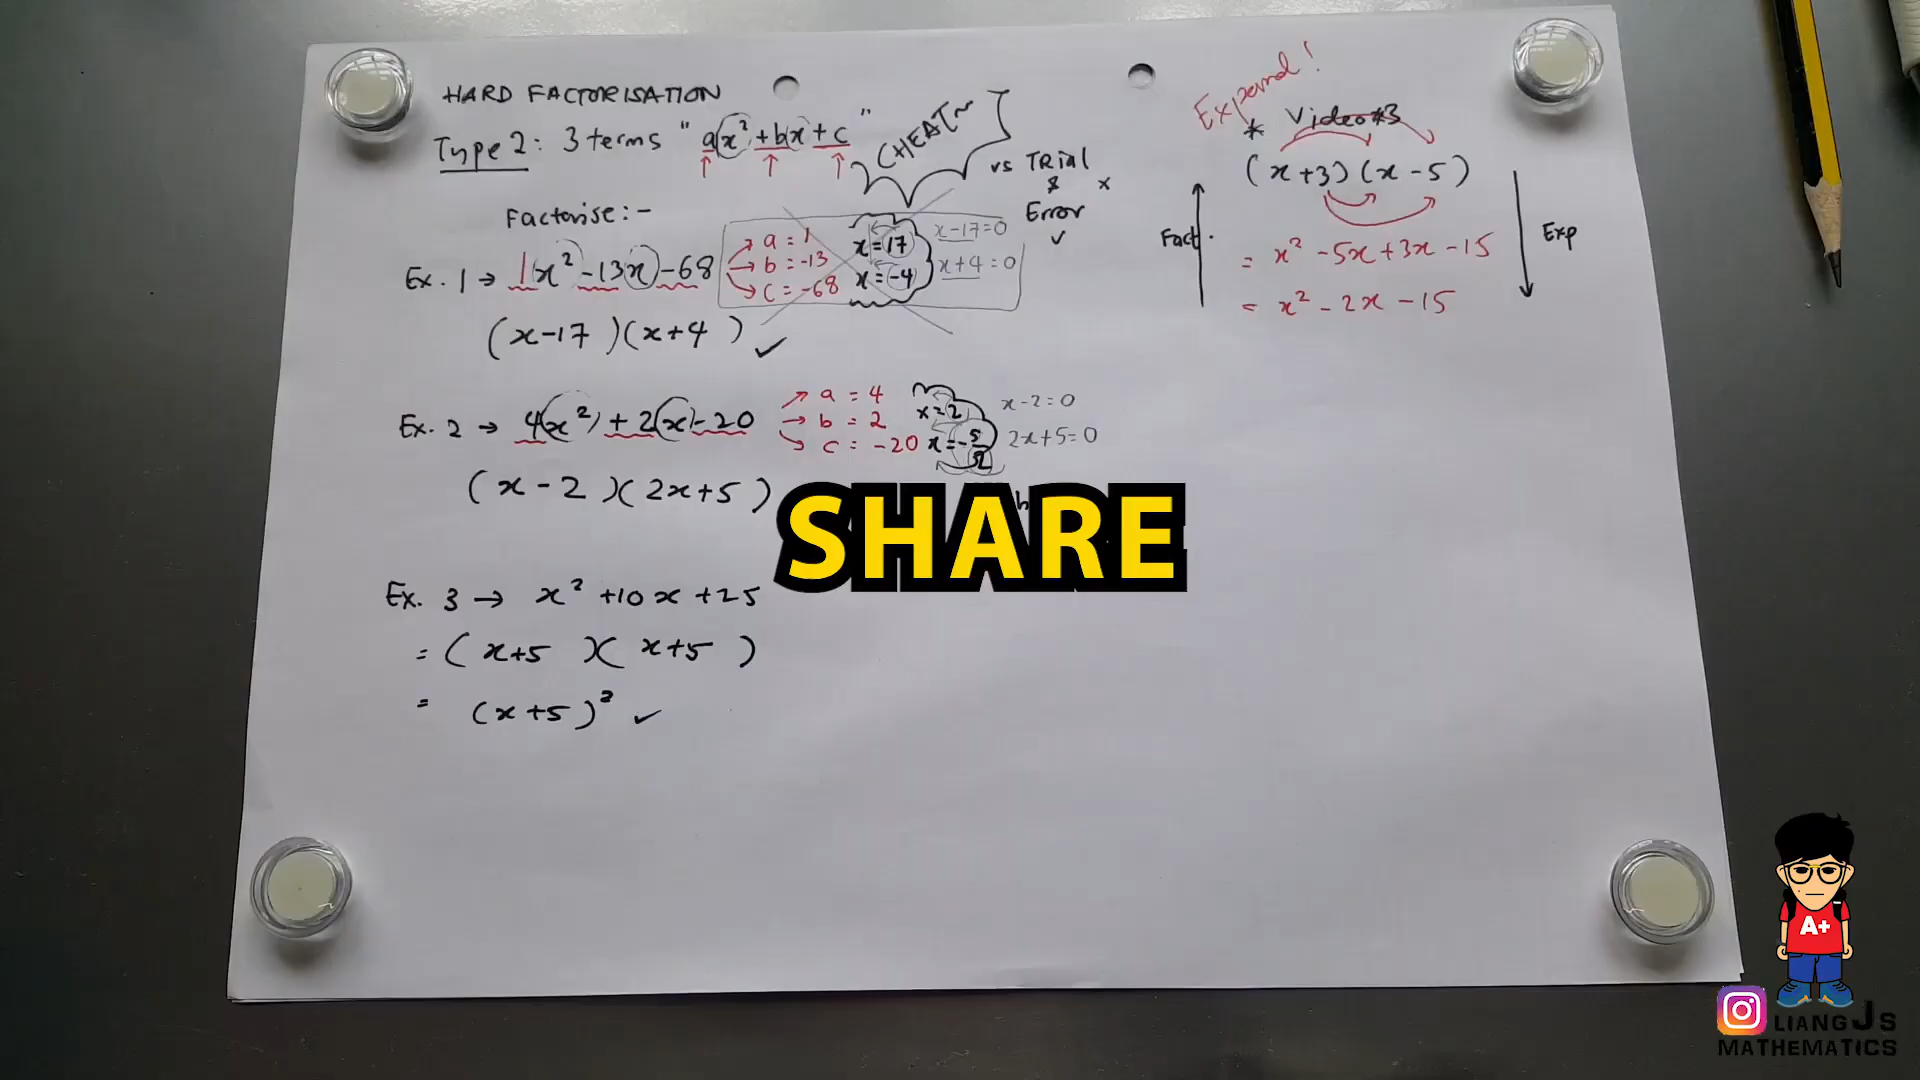 HARD FACTORISATION
Type 2: 3 terms "ax² + bx + c"
CHEAT~
vs TRIAL
& x
Error
✓
Factorise:-
Ex. 1 → 1x² -13x -68
a = 1
b = -13
c = -68
x = 17
x = -4
x-17=0
x+4=0
(x-17)(x+4) ✓
Ex. 2 → 4x² + 2x - 20
a = 4
b = 2
c = -20
x = 2
x = -5/2
x-2=0
2x+5=0
(x-2)(2x+5)
SHARE
Ex. 3 → x² +10x +25
= (x+5)(x+5)
= (x+5)² ✓
Expand!
* Video#3
(x+3)(x-5)
= x² -5x+3x -15
= x² -2x -15
Fact.
Exp
A+
LIANGJS
MATHEMATICS